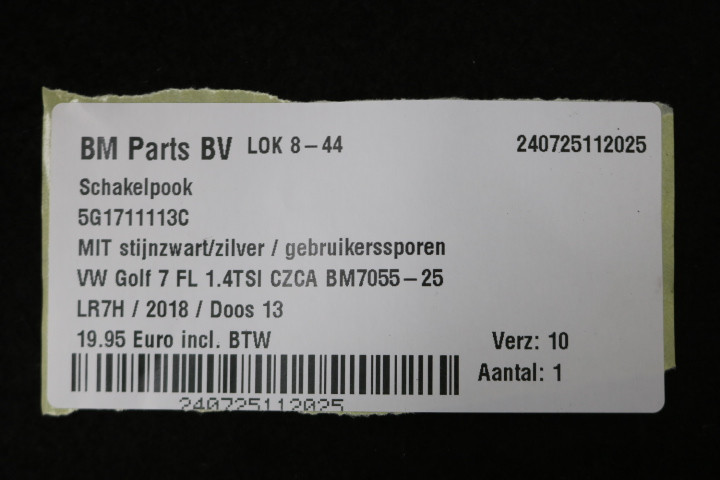 BM Parts BV LOK 8-44 240725112025
Schakelpook
5G1711113C
MIT stijnzwart/zilver / gebruikerssporen
VW Golf 7 FL 1.4TSI CZCA BM7055-25
LR7H / 2018 / Doos 13
19.95 Euro incl. BTW Verz: 10
Aantal: 1
240725112025